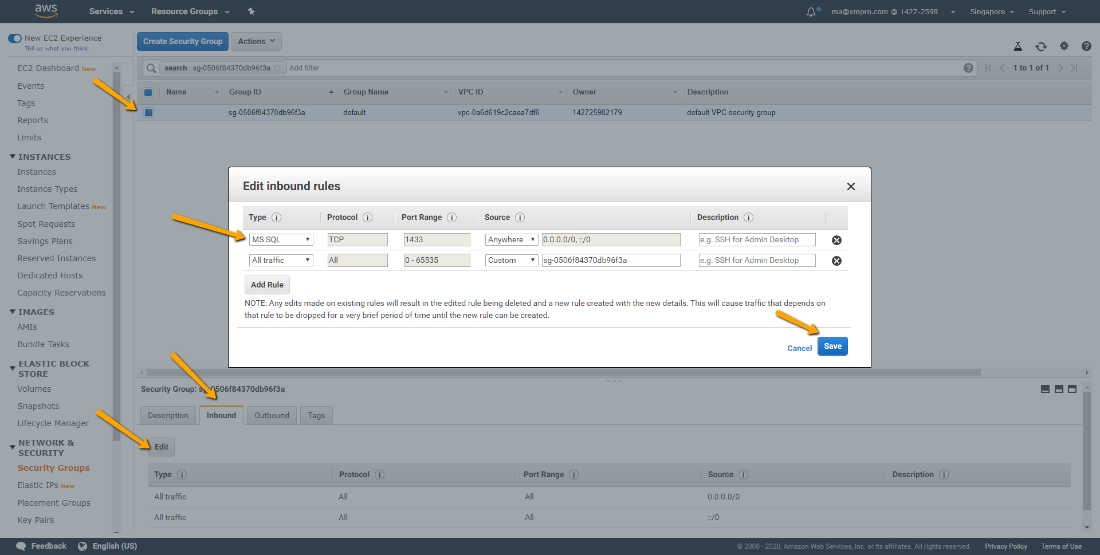 aws Services Resource Groups ma@xmpro.com @ 1427-2598 Singapore Support
New EC2 Experience
Tell us what you think
EC2 Dashboard New
Events
Tags
Reports
Limits
INSTANCES
Instances
Instance Types
Launch Templates New
Spot Requests
Savings Plans
Reserved Instances
Dedicated Hosts
Capacity Reservations
IMAGES
AMIs
Bundle Tasks
ELASTIC BLOCK
STORE
Volumes
Snapshots
Lifecycle Manager
NETWORK &
SECURITY
Security Groups
Elastic IPs New
Placement Groups
Key Pairs
Create Security Group Actions
search : sg-0506f84370db96f3a Add filter 1 to 1 of 1
Name Group ID Group Name VPC ID Owner Description
sg-0506f84370db96f3a default vpc-0a6d619c2caea7df6 142725982179 default VPC security group
Edit inbound rules
Type Protocol Port Range Source Description
MS SQL TCP 1433 Anywhere 0.0.0.0/0, ::/0 e.g. SSH for Admin Desktop
All traffic All 0 - 65535 Custom sg-0506f84370db96f3a e.g. SSH for Admin Desktop
Add Rule
NOTE: Any edits made on existing rules will result in the edited rule being deleted and a new rule created with the new details. This will cause traffic that depends on
that rule to be dropped for a very brief period of time until the new rule can be created.
Cancel Save
Security Group: sg-0506f84370db96f3a
Description Inbound Outbound Tags
Edit
Type Protocol Port Range Source Description
All traffic All All 0.0.0.0/0
All traffic All All ::/0
Feedback English (US) © 2008 - 2020, Amazon Web Services, Inc. or its affiliates. All rights reserved. Privacy Policy Terms of Use